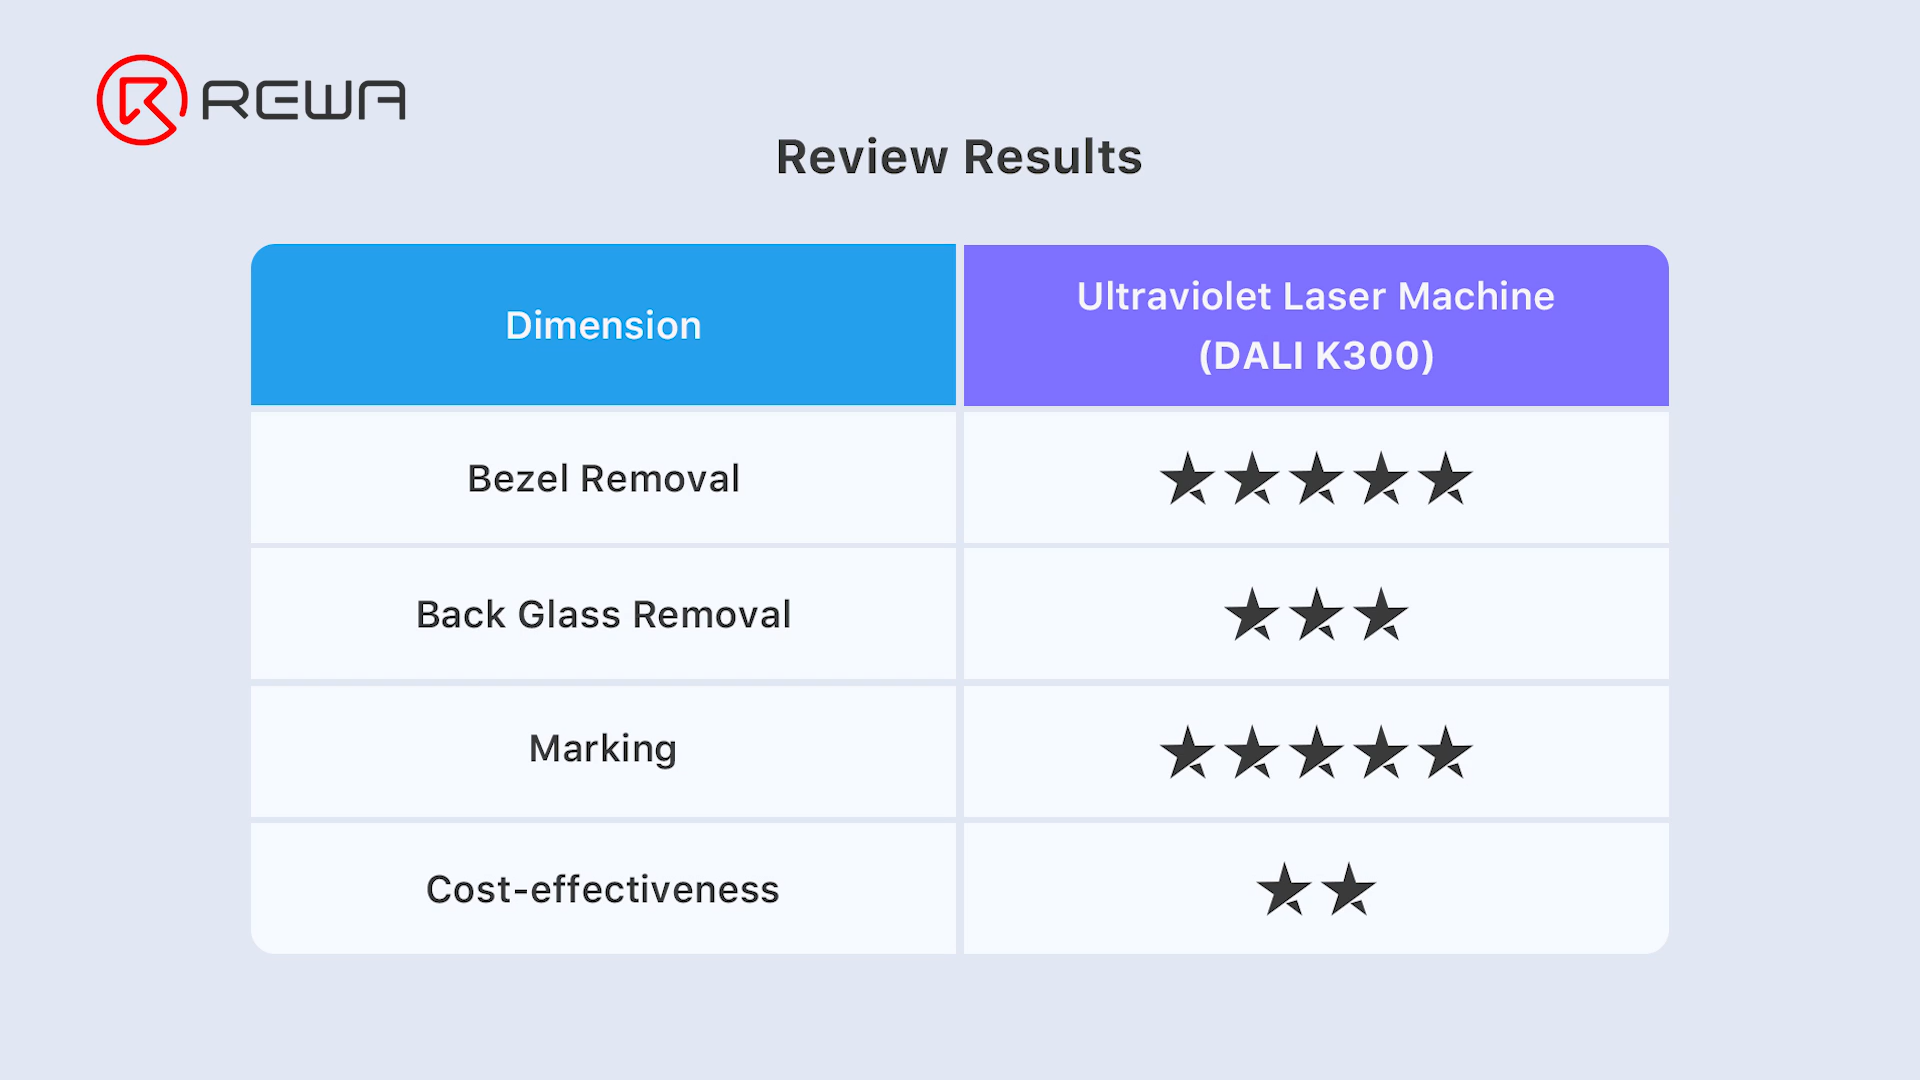 REWA
Review Results
Dimension
Ultraviolet Laser Machine
(DALI K300)
Bezel Removal
Back Glass Removal
Marking
Cost-effectiveness